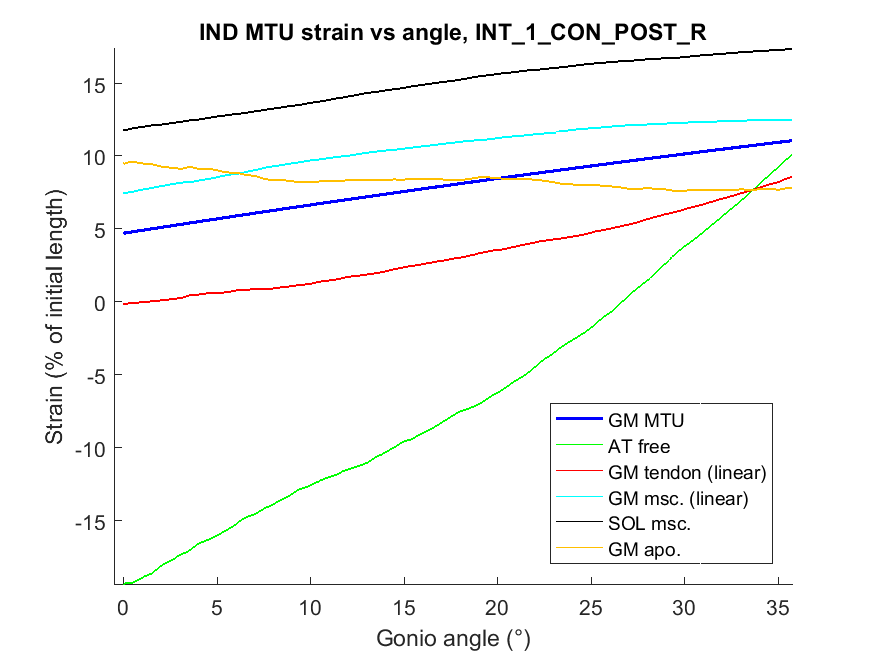 IND MTU strain vs angle, INT_1_CON_POST_R
15
10
5
0
-5
-10
-15
Strain (% of initial length)
GM MTU
AT free
GM tendon (linear)
GM msc. (linear)
SOL msc.
GM apo.
0 5 10 15 20 25 30 35
Gonio angle (°)